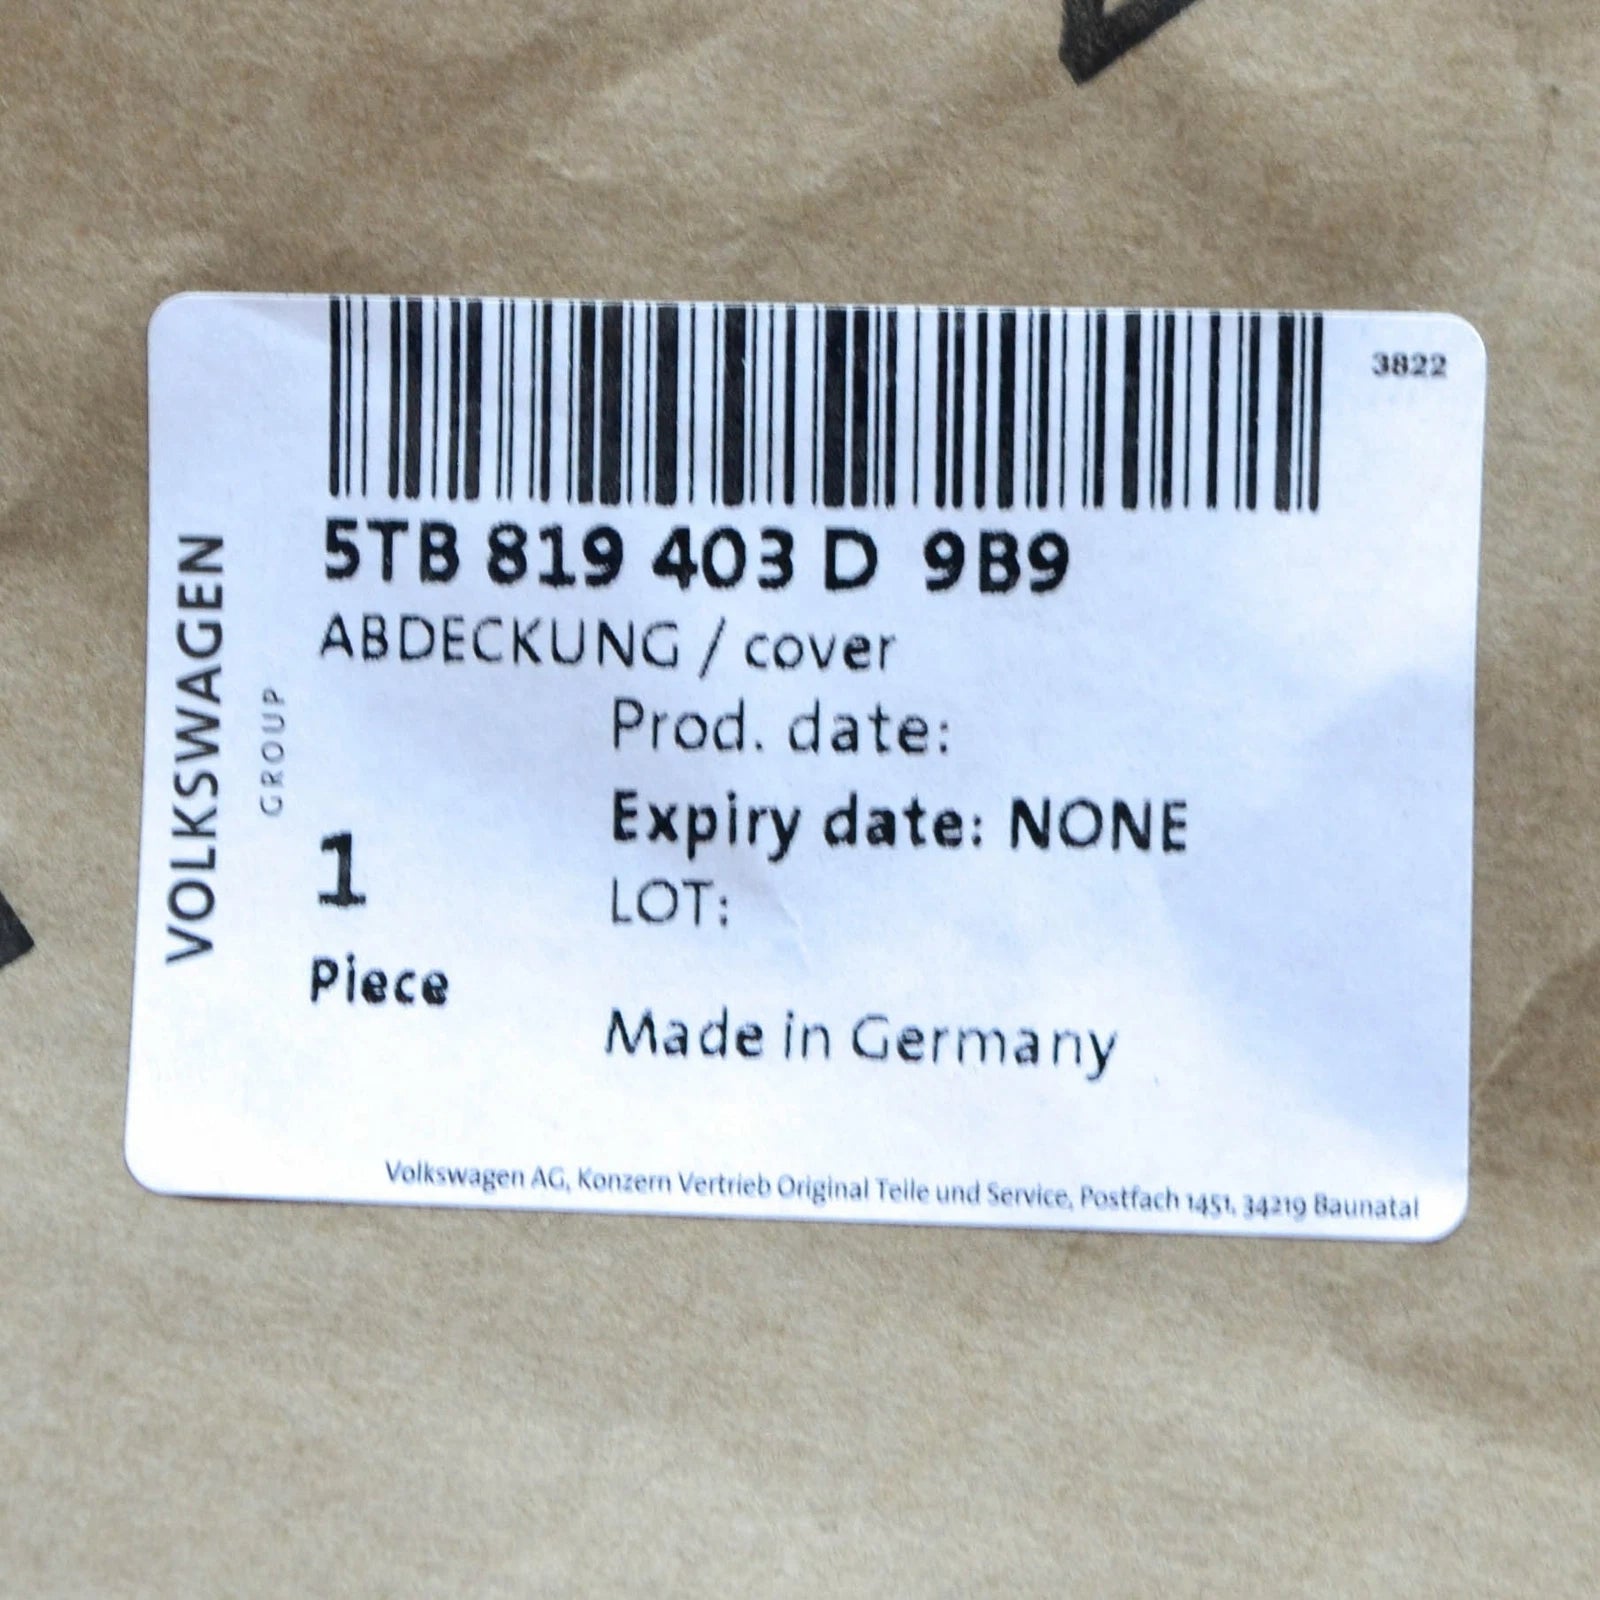 3822
5TB 819 403 D 9B9
ABDECKUNG / cover
Prod. date:
Expiry date: NONE
LOT:
1
Piece
Made in Germany
VOLKSWAGEN
GROUP
Volkswagen AG, Konzern Vertrieb Original Teile und Service, Postfach 1451, 34219 Baunatal